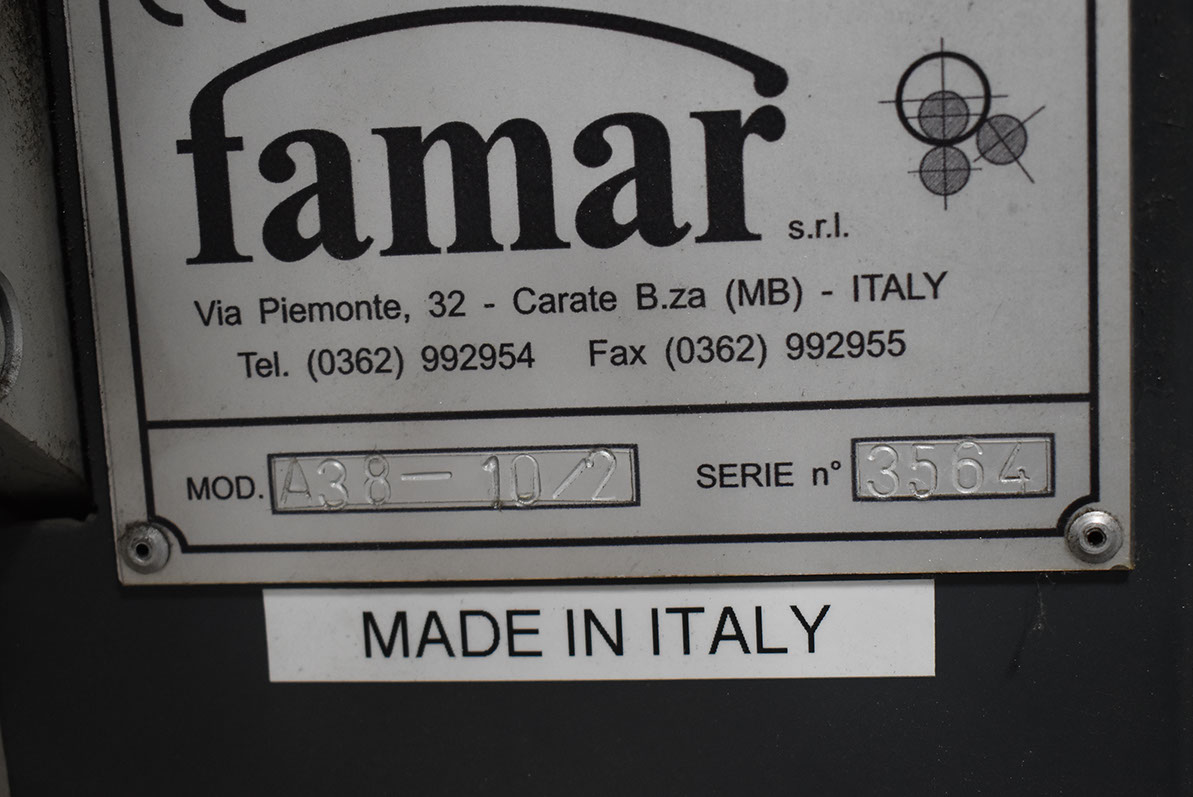 famar s.r.l.
Via Piemonte, 32 - Carate B.za (MB) - ITALY
Tel. (0362) 992954 Fax (0362) 992955
MOD. A38-10/2 SERIE n° 3564
MADE IN ITALY